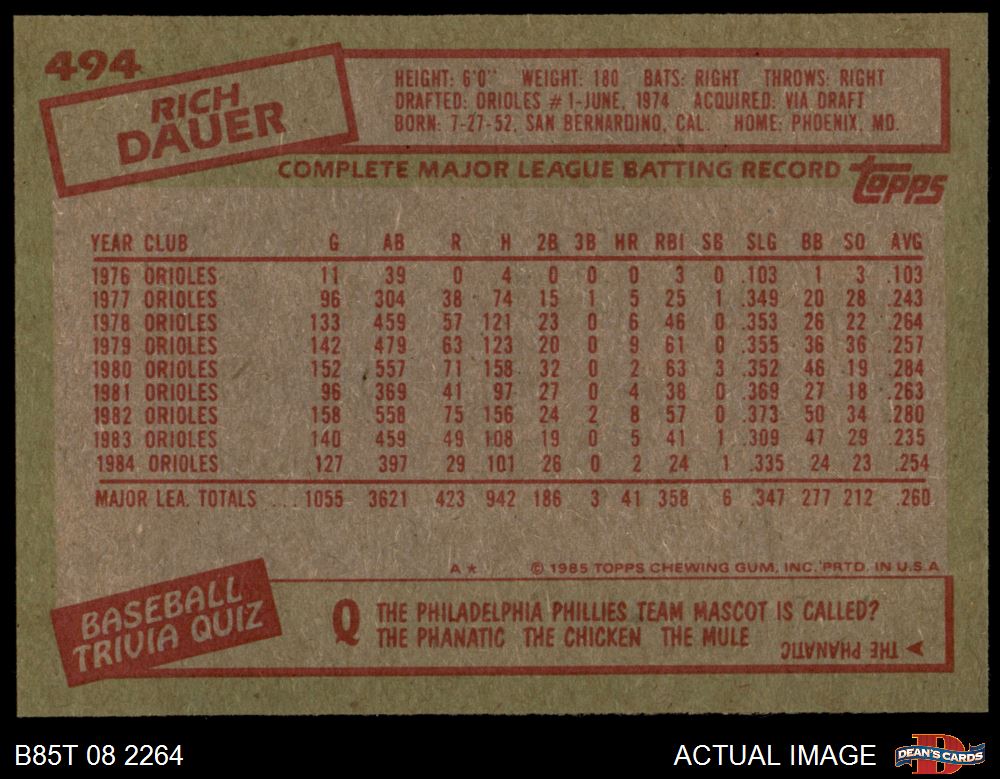 494
RICH
DAUER
HEIGHT: 6'0" WEIGHT: 180 BATS: RIGHT THROWS: RIGHT
DRAFTED: ORIOLES #1-JUNE, 1974 ACQUIRED: VIA DRAFT
BORN: 7-27-52, SAN BERNARDINO, CAL. HOME: PHOENIX, MD.
COMPLETE MAJOR LEAGUE BATTING RECORD
topps
YEAR CLUB G AB R H 2B 3B HR RBI SB SLG BB SO AVG
1976 ORIOLES 11 39 0 4 0 0 0 3 0 .103 1 3 .103
1977 ORIOLES 96 304 38 74 15 1 5 25 1 .349 20 28 .243
1978 ORIOLES 133 459 57 121 23 0 6 46 0 .353 26 22 .264
1979 ORIOLES 142 479 63 123 20 0 9 61 0 .355 36 36 .257
1980 ORIOLES 152 557 71 158 32 0 2 63 3 .352 46 19 .284
1981 ORIOLES 96 369 41 97 27 0 4 38 0 .369 27 18 .263
1982 ORIOLES 158 558 75 156 24 2 8 57 0 .373 50 34 .280
1983 ORIOLES 140 459 49 108 19 0 5 41 1 .309 47 29 .235
1984 ORIOLES 127 397 29 101 26 0 2 24 1 .335 24 23 .254
MAJOR LEA. TOTALS ... 1055 3621 423 942 186 3 41 358 6 .347 277 212 .260
A* © 1985 TOPPS CHEWING GUM, INC. PRTD. IN U.S.A
BASEBALL
TRIVIA QUIZ
Q THE PHILADELPHIA PHILLIES TEAM MASCOT IS CALLED?
THE PHANATIC THE CHICKEN THE MULE
THE PHANATIC
B85T 08 2264
ACTUAL IMAGE
DEAN'S CARDS